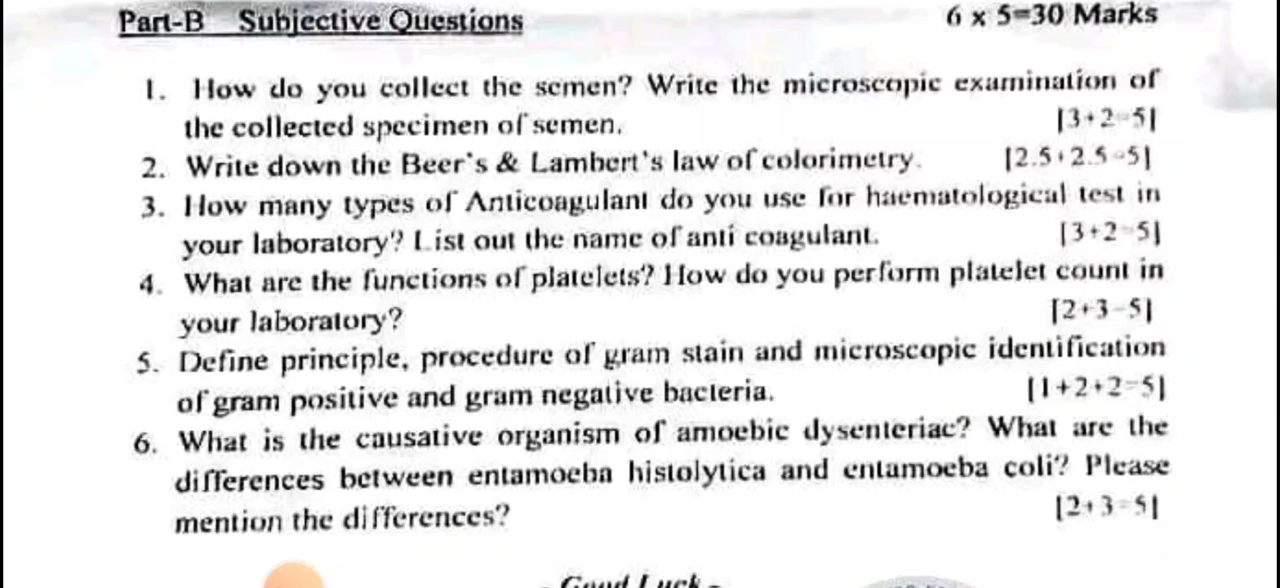 Part-B Subjective Questions 6 x 5=30 Marks
1. How do you collect the semen? Write the microscopic examination of
the collected specimen of semen. [3+2=5]
2. Write down the Beer's & Lambert's law of colorimetry. [2.5+2.5=5]
3. How many types of Anticoagulant do you use for haematological test in
your laboratory? List out the name of anti coagulant. [3+2=5]
4. What are the functions of platelets? How do you perform platelet count in
your laboratory? [2+3=5]
5. Define principle, procedure of gram stain and microscopic identification
of gram positive and gram negative bacteria. [1+2+2=5]
6. What is the causative organism of amoebic dysenteriae? What are the
differences between entamoeba histolytica and entamoeba coli? Please
mention the differences? [2+3=5]
- Good Luck -